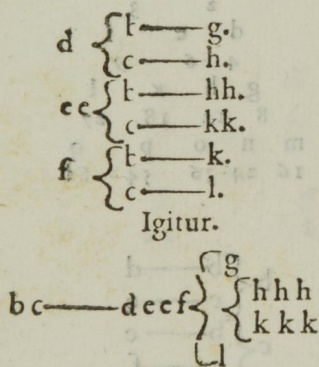 b — g.
d
c — h.
b — hh.
ee
c — kk.
b — k.
f
c — l.
Igitur.
g
hhh
bc — deef
kkk
l